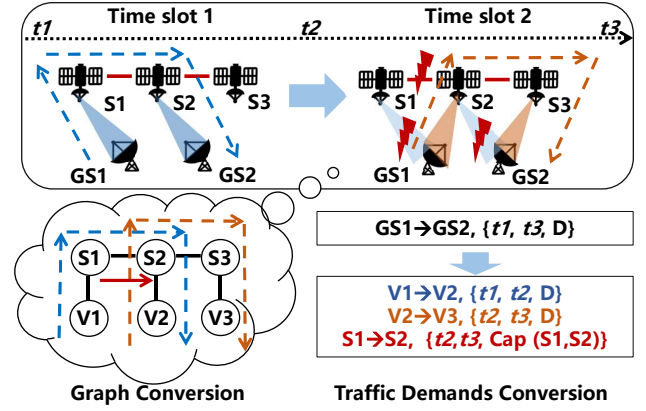 Time slot 1
Time slot 2
t1
t2
t3
S1
S2
S3
S1
S2
S3
GS1
GS2
GS1
GS2
GS1→GS2, {t1, t3, D}
S1
S2
S3
V1
V2
V3
V1→V2, {t1, t2, D}
V2→V3, {t2, t3, D}
S1→S2, {t2,t3, Cap (S1,S2)}
Graph Conversion
Traffic Demands Conversion